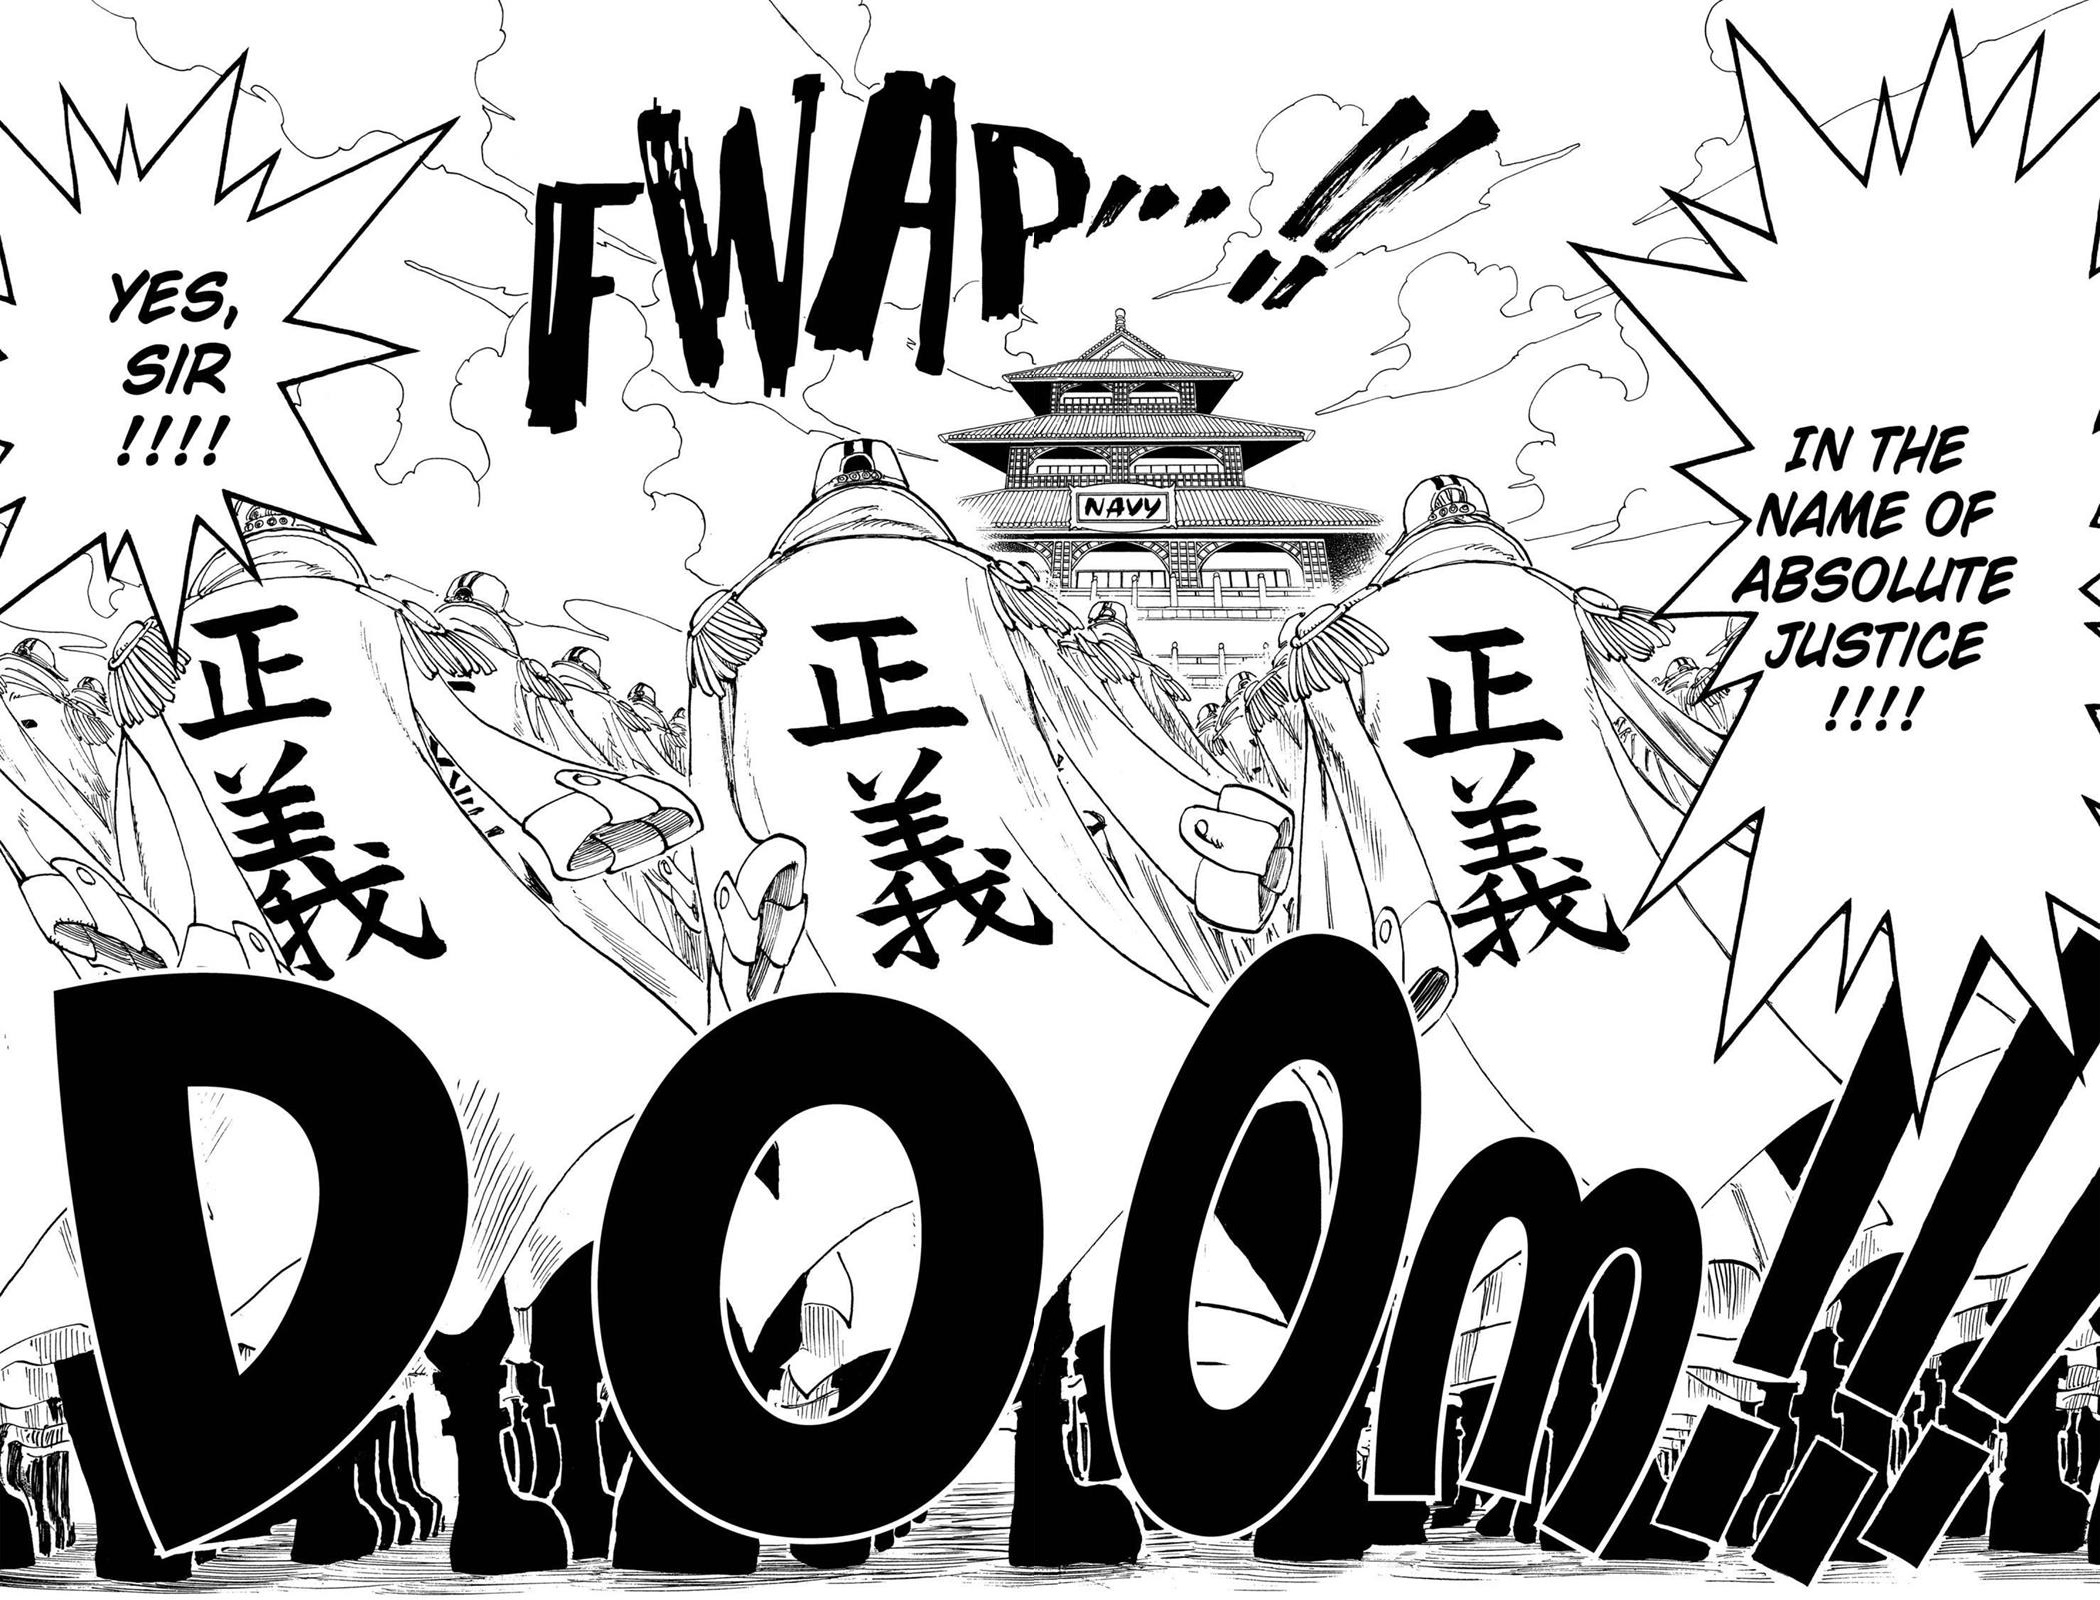 IN THE
NAME OF
ABSOLUTE
JUSTICE
!!!!
FWAP...!!
NAVY
正義
正義
正義
YES,
SIR
!!!!
DOOM!!!